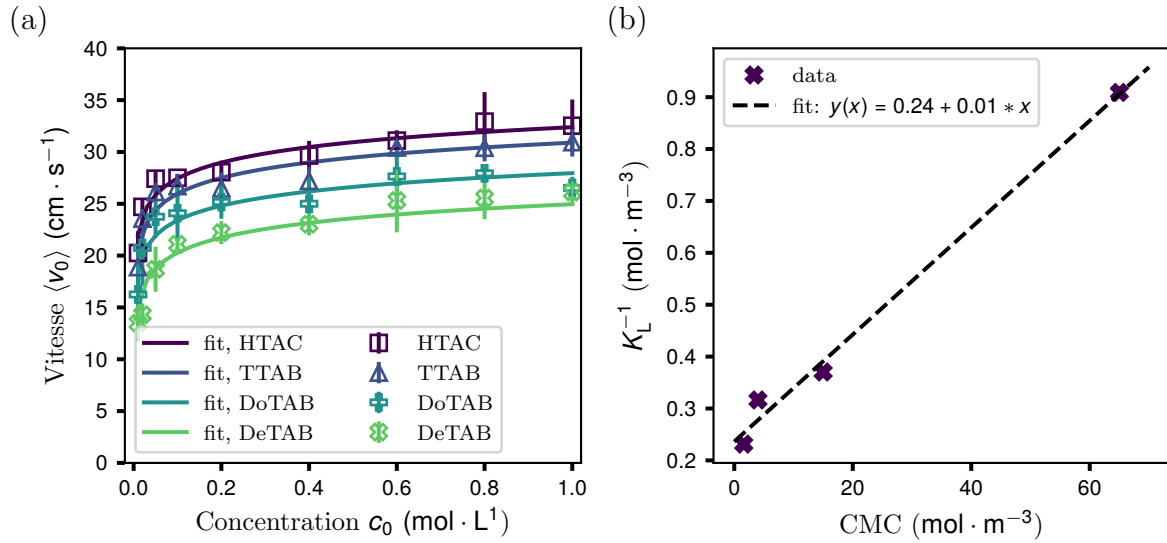 (a)
40
35
30
25
20
15
10
5
0
Vitesse ⟨v₀⟩ (cm · s⁻¹)
fit, HTAC
fit, TTAB
fit, DoTAB
fit, DeTAB
HTAC
TTAB
DoTAB
DeTAB
0.0 0.2 0.4 0.6 0.8 1.0
Concentration c₀ (mol · L¹)
(b)
0.9
0.8
0.7
0.6
0.5
0.4
0.3
0.2
K_L⁻¹ (mol · m⁻³)
data
fit: y(x) = 0.24 + 0.01 * x
0 20 40 60
CMC (mol · m⁻³)